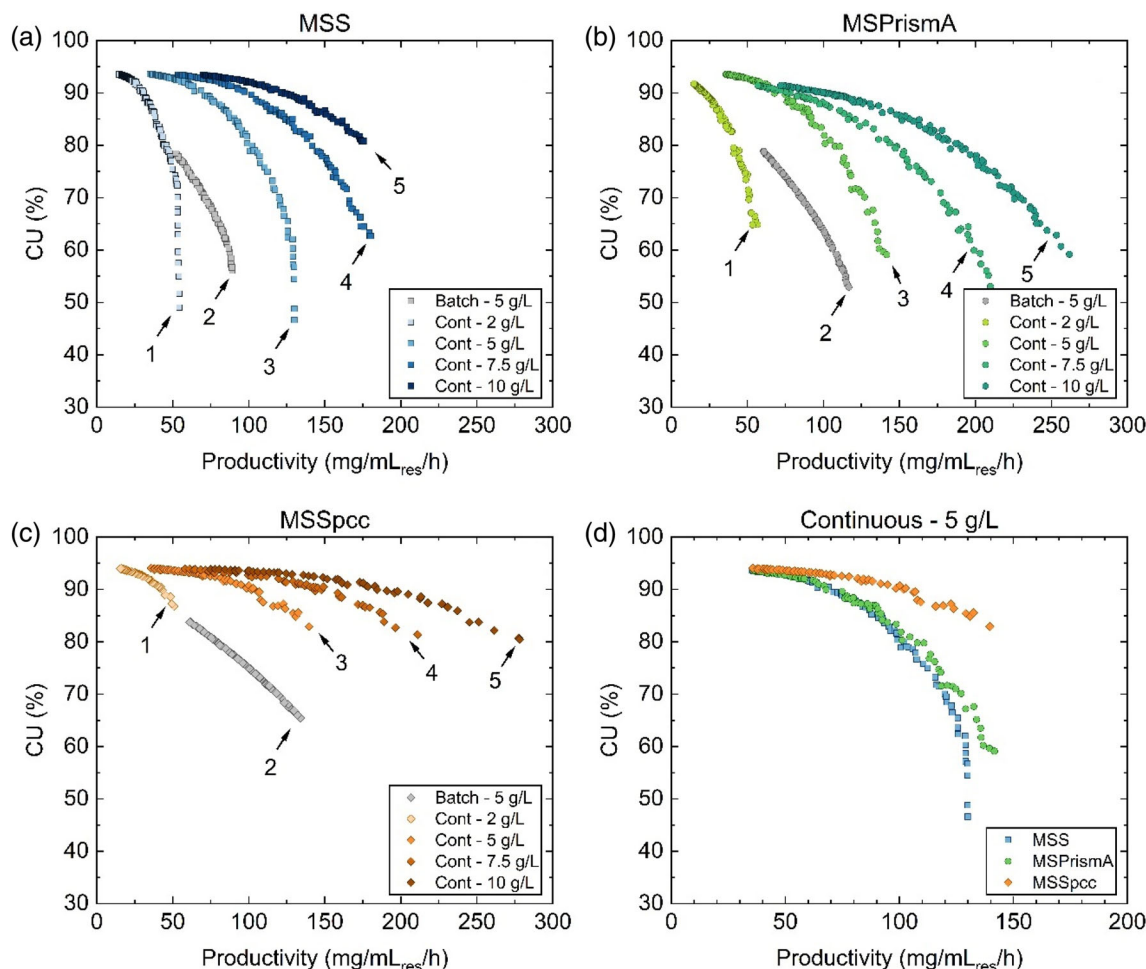 (a)
MSS
100
90
80
70
60
50
40
30
CU (%)
0
50
100
150
200
250
300
Productivity (mg/mLres/h)
1
2
3
4
5
Batch - 5 g/L
Cont - 2 g/L
Cont - 5 g/L
Cont - 7.5 g/L
Cont - 10 g/L
(b)
MSPrismA
100
90
80
70
60
50
40
30
CU (%)
0
50
100
150
200
250
300
Productivity (mg/mLres/h)
1
2
3
4
5
Batch - 5 g/L
Cont - 2 g/L
Cont - 5 g/L
Cont - 7.5 g/L
Cont - 10 g/L
(c)
MSSpcc
100
90
80
70
60
50
40
30
CU (%)
0
50
100
150
200
250
300
Productivity (mg/mLres/h)
1
2
3
4
5
Batch - 5 g/L
Cont - 2 g/L
Cont - 5 g/L
Cont - 7.5 g/L
Cont - 10 g/L
(d)
Continuous - 5 g/L
100
90
80
70
60
50
40
30
CU (%)
0
50
100
150
200
Productivity (mg/mLres/h)
MSS
MSPrismA
MSSpcc